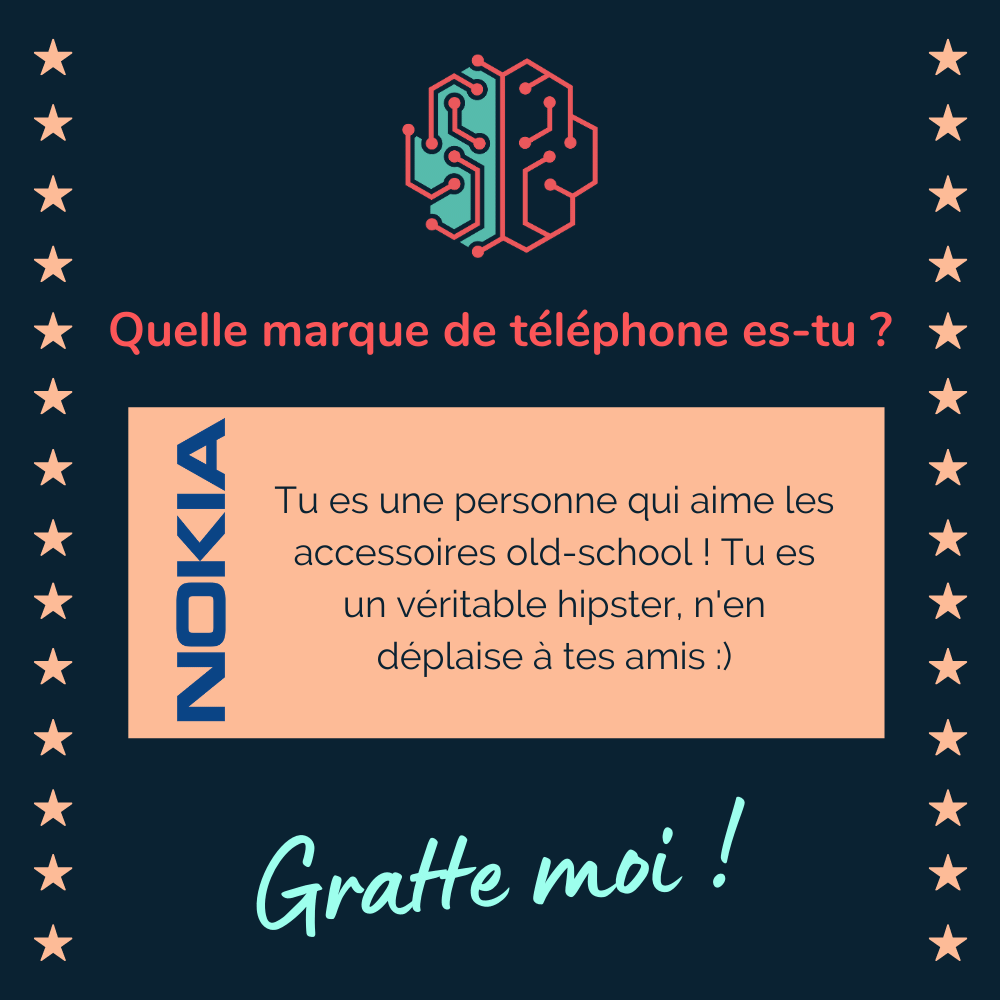 Quelle marque de téléphone es-tu ?
NOKIA
Tu es une personne qui aime les
accessoires old-school ! Tu es
un véritable hipster, n'en
déplaise à tes amis :)
Gratte moi !